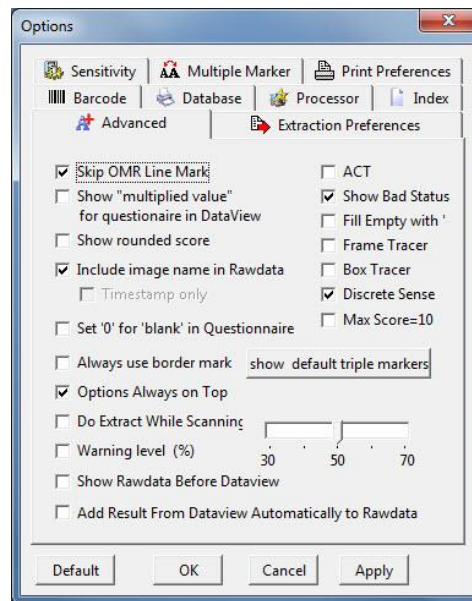 Options
x
Sensitivity
Multiple Marker
Print Preferences
Barcode
Database
Processor
Index
Advanced
Extraction Preferences
Skip OMR Line Mark
Show "multiplied value"
for questionaire in DataView
Show rounded score
Include image name in Rawdata
Timestamp only
Set '0' for 'blank' in Questionnaire
Always use border mark
Options Always on Top
Do Extract While Scanning
Warning level (%)
Show Rawdata Before Dataview
Add Result From Dataview Automatically to Rawdata
ACT
Show Bad Status
Fill Empty with '
Frame Tracer
Box Tracer
Discrete Sense
Max Score=10
show default triple markers
30 50 70
Default
OK
Cancel
Apply